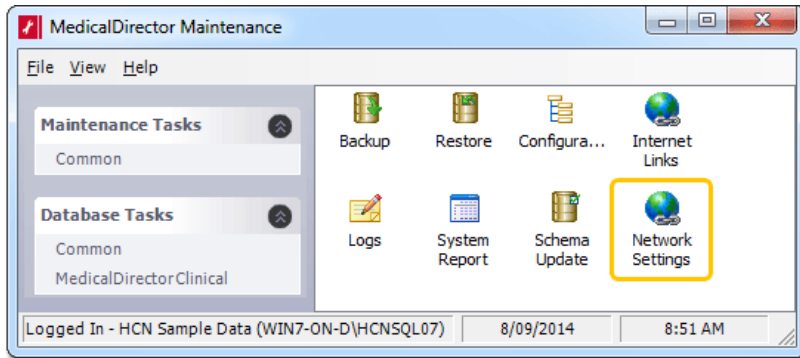 MedicalDirector Maintenance
File View Help
Maintenance Tasks
Common
Database Tasks
Common
MedicalDirector Clinical
Backup
Restore
Configura...
Internet
Links
Logs
System
Report
Schema
Update
Network
Settings
Logged In - HCN Sample Data (WIN7-ON-D\HCNSQL07)
8/09/2014
8:51 AM